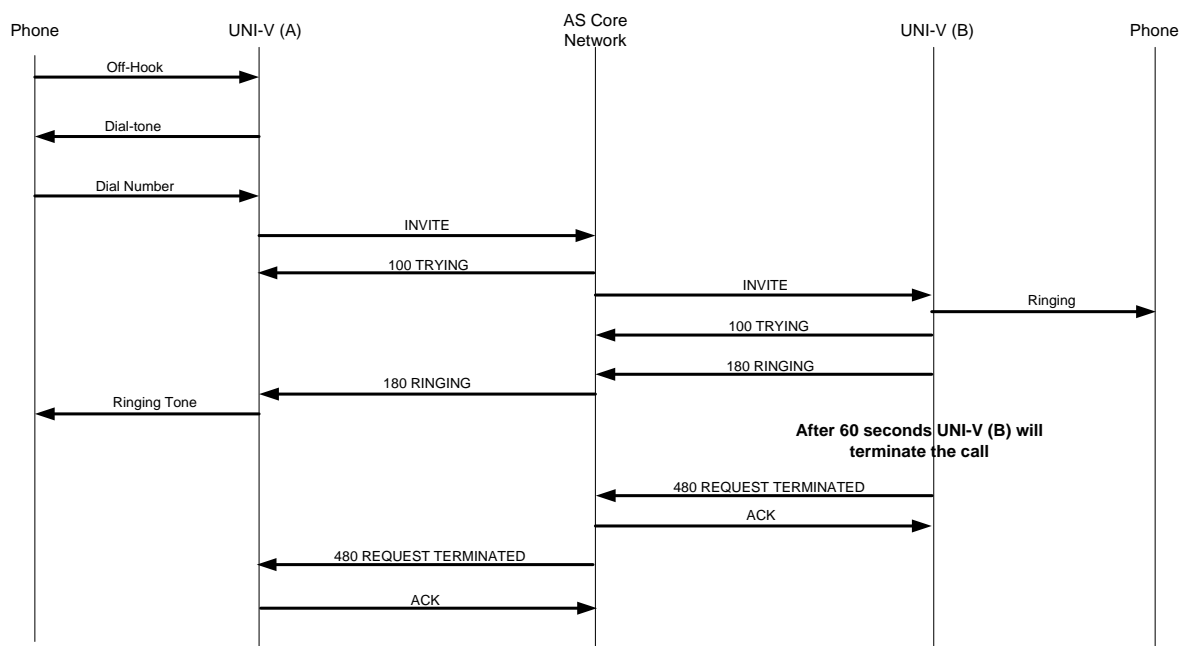 Phone
UNI-V (A)
AS Core
Network
UNI-V (B)
Phone
Off-Hook
Dial-tone
Dial Number
INVITE
100 TRYING
INVITE
Ringing
100 TRYING
180 RINGING
180 RINGING
Ringing Tone
After 60 seconds UNI-V (B) will
terminate the call
480 REQUEST TERMINATED
ACK
480 REQUEST TERMINATED
ACK